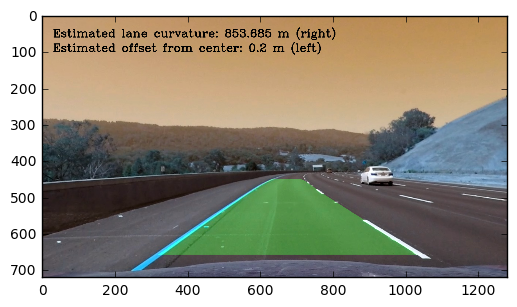 Estimated lane curvature: 853.685 m (right)
Estimated offset from center: 0.2 m (left)
0
100
200
300
400
500
600
700
0 200 400 600 800 1000 1200